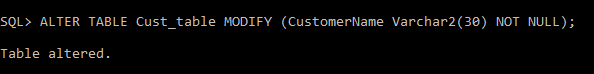 SQL> ALTER TABLE Cust_table MODIFY (CustomerName Varchar2(30) NOT NULL);
Table altered.